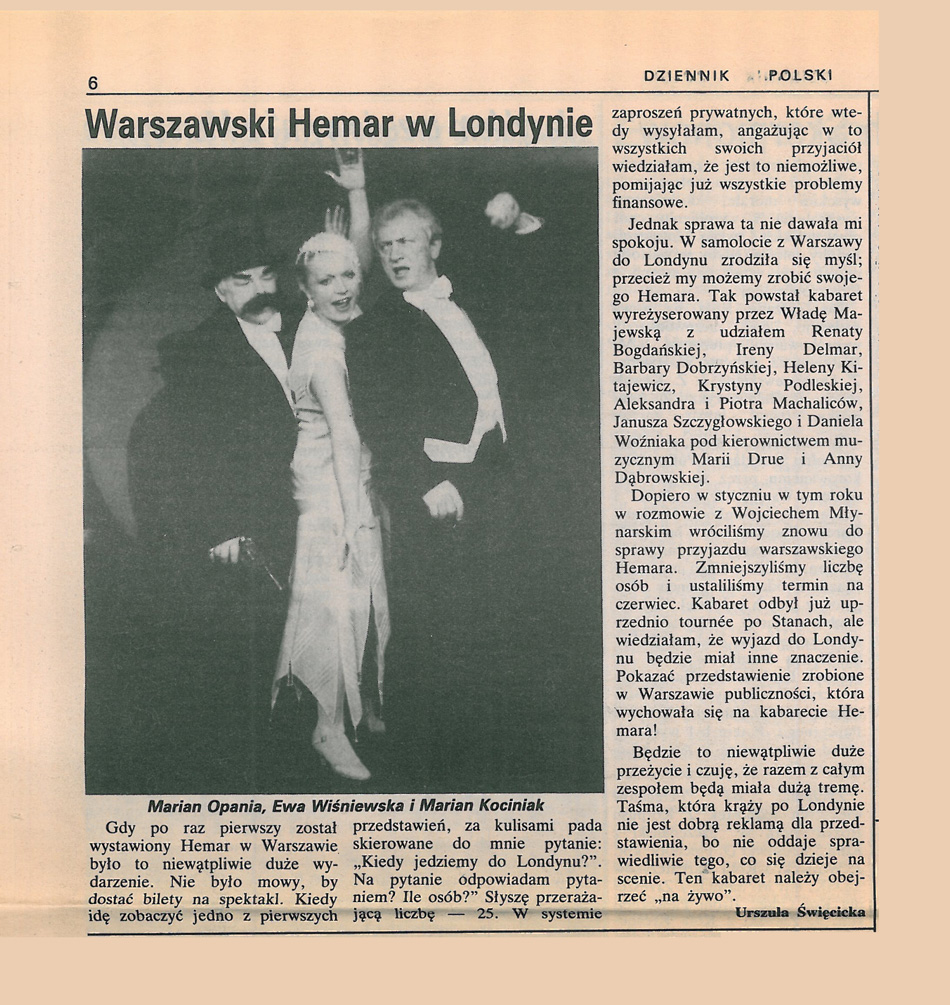 6
DZIENNIK POLSKI
Warszawski Hemar w Londynie
Marian Opania, Ewa Wiśniewska i Marian Kociniak
Gdy po raz pierwszy został
wystawiony Hemar w Warszawie
było to niewątpliwie duże wy-
darzenie. Nie było mowy, by
dostać bilety na spektakl. Kiedy
idę zobaczyć jedno z pierwszych
przedstawień, za kulisami pada
skierowane do mnie pytanie:
„Kiedy jedziemy do Londynu?”.
Na pytanie odpowiadam pyta-
niem? Ile osób?” Słyszę przeraża-
jącą liczbę — 25. W systemie
zaproszeń prywatnych, które wte-
dy wysyłałam, angażując w to
wszystkich swoich przyjaciół
wiedziałam, że jest to niemożliwe,
pomijając już wszystkie problemy
finansowe.
Jednak sprawa ta nie dawała mi
spokoju. W samolocie z Warszawy
do Londynu zrodziła się myśl;
przecież my możemy zrobić swoje-
go Hemara. Tak powstał kabaret
wyreżyserowany przez Władę Ma-
jewską z udziałem Renaty
Bogdańskiej, Ireny Delmar,
Barbary Dobrzyńskiej, Heleny Ki-
tajewicz, Krystyny Podleskiej,
Aleksandra i Piotra Machaliców,
Janusza Szczygłowskiego i Daniela
Woźniaka pod kierownictwem mu-
zycznym Marii Drue i Anny
Dąbrowskiej.
Dopiero w styczniu w tym roku
w rozmowie z Wojciechem Mły-
narskim wróciliśmy znowu do
sprawy przyjazdu warszawskiego
Hemara. Zmniejszyliśmy liczbę
osób i ustaliliśmy termin na
czerwiec. Kabaret odbył już up-
rzednio tournée po Stanach, ale
wiedziałam, że wyjazd do Londy-
nu będzie miał inne znaczenie.
Pokazać przedstawienie zrobione
w Warszawie publiczności, która
wychowała się na kabarecie He-
mara!
Będzie to niewątpliwie duże
przeżycie i czuję, że razem z całym
zespołem będą miała dużą tremę.
Taśma, która krąży po Londynie
nie jest dobrą reklamą dla przed-
stawienia, bo nie oddaje spra-
wiedliwie tego, co się dzieje na
scenie. Ten kabaret należy obej-
rzeć „na żywo”.
Urszula Święcicka